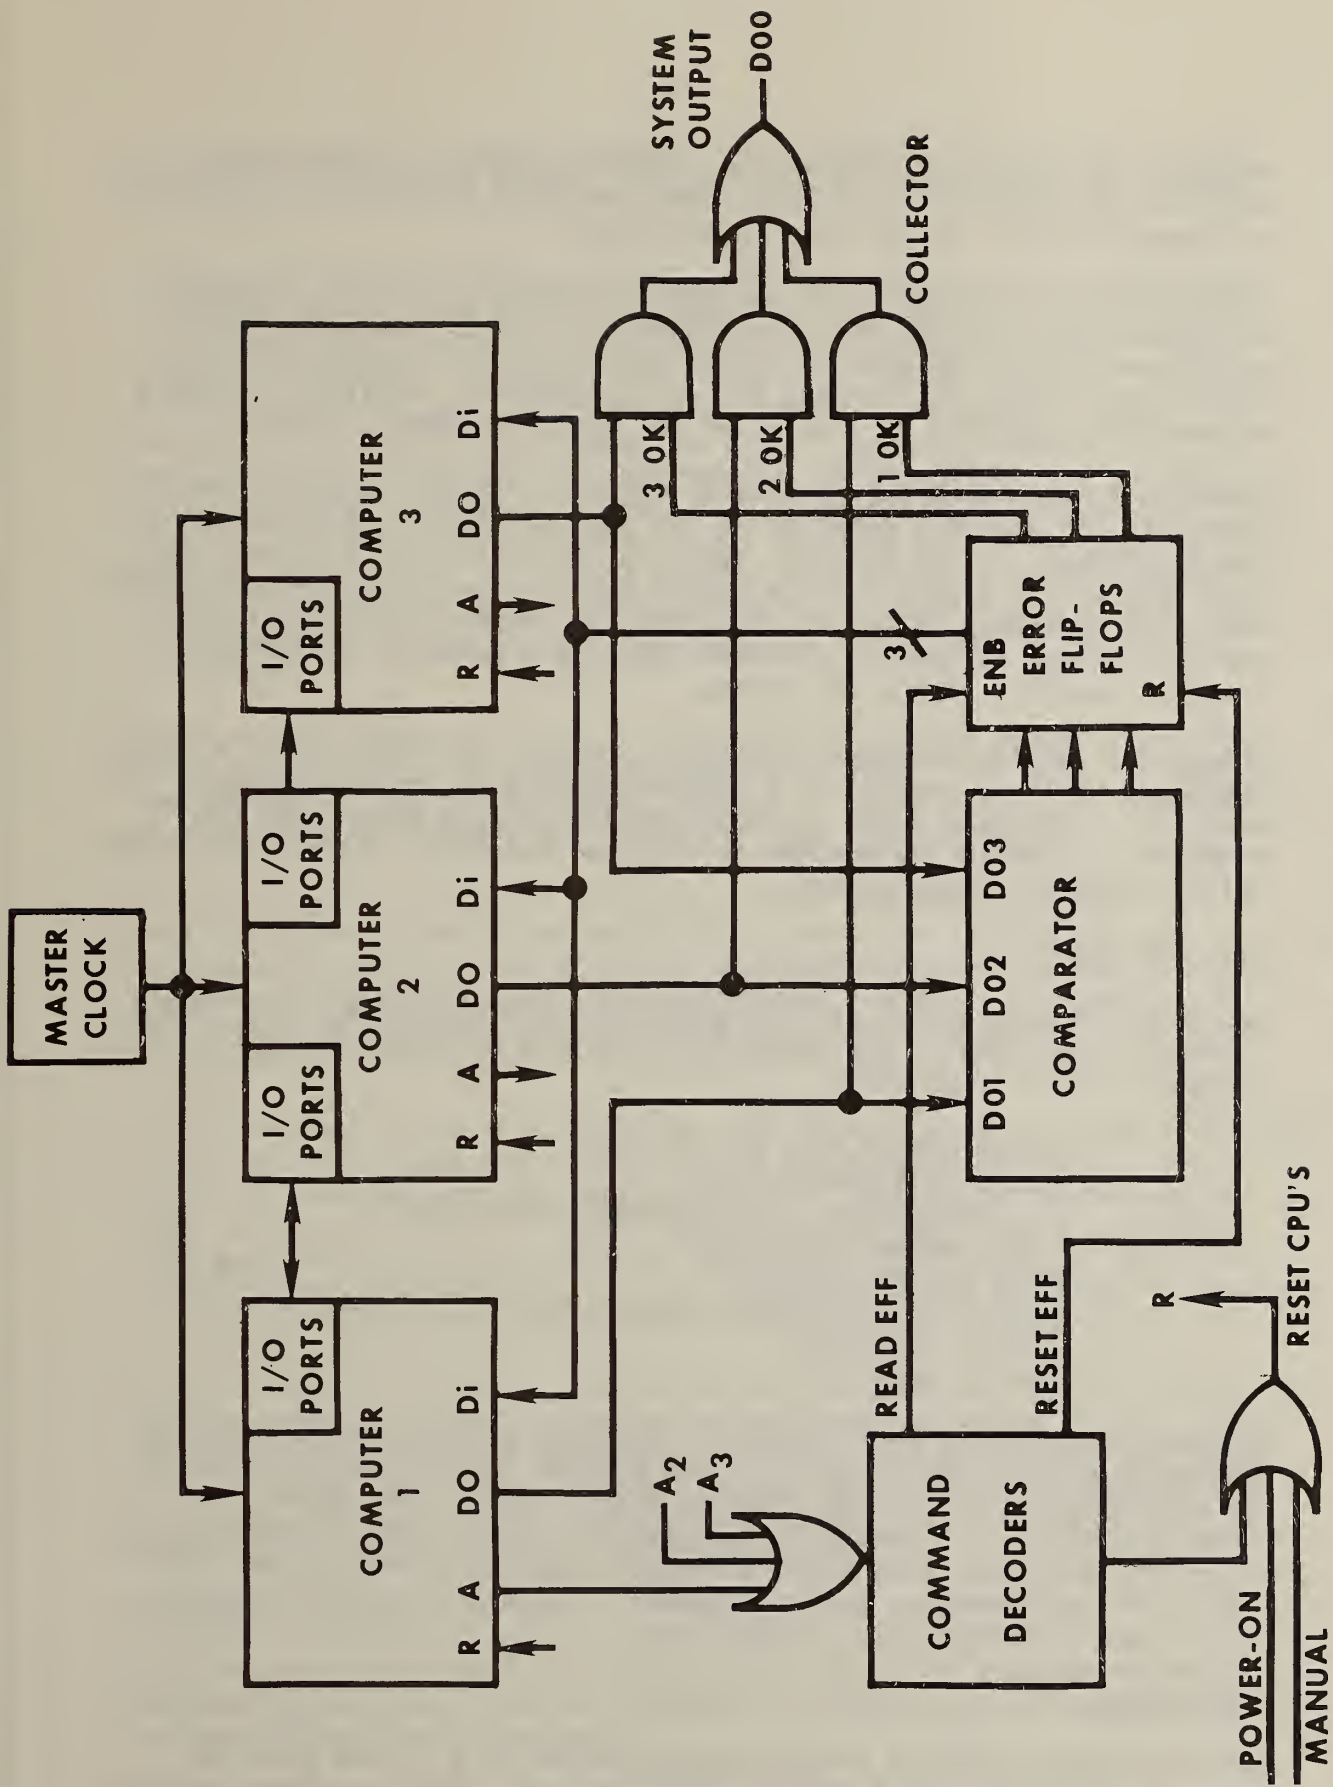 MASTER
CLOCK
I/O
PORTS
COMPUTER
1
R
A
DO
Di
I/O
PORTS
I/O
PORTS
COMPUTER
2
R
A
DO
Di
I/O
PORTS
COMPUTER
3
R
A
DO
Di
A2
A3
COMMAND
DECODERS
READ EFF
RESET EFF
POWER-ON
MANUAL
R
RESET CPU'S
DO1
DO2
DO3
COMPARATOR
ENB
ERROR
FLIP-
FLOPS
R
3
3 OK
2 OK
1 OK
COLLECTOR
SYSTEM
OUTPUT
DOO